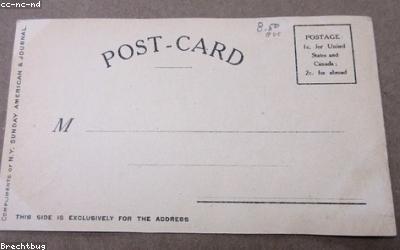 cc-nc-nd
8.50
POST-CARD
POSTAGE
1c. for United
States and
Canada;
2c. for abroad
M
COMPLIMENTS OF N.Y. SUNDAY AMERICAN & JOURNAL
THIS SIDE IS EXCLUSIVELY FOR THE ADDRESS
Brechtbug